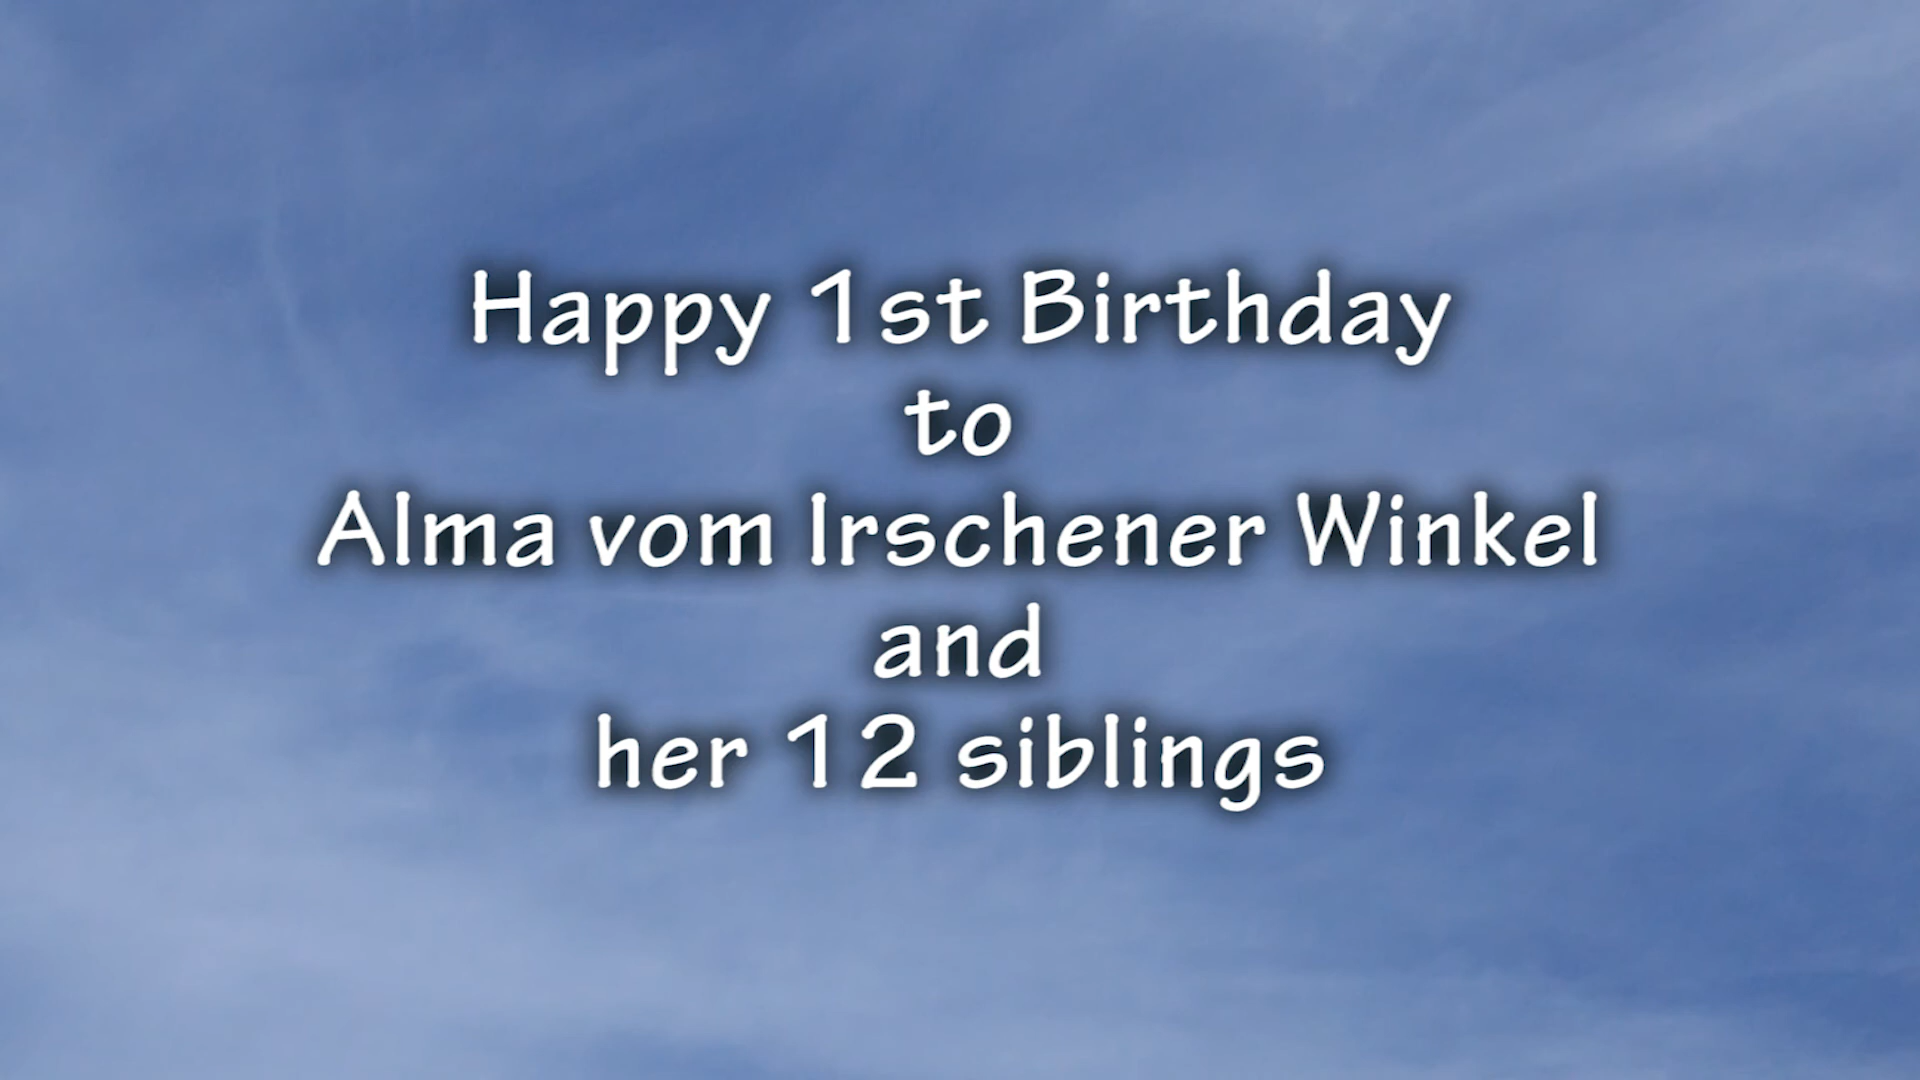 Happy 1st Birthday
to
Alma vom Irschener Winkel
and
her 12 siblings